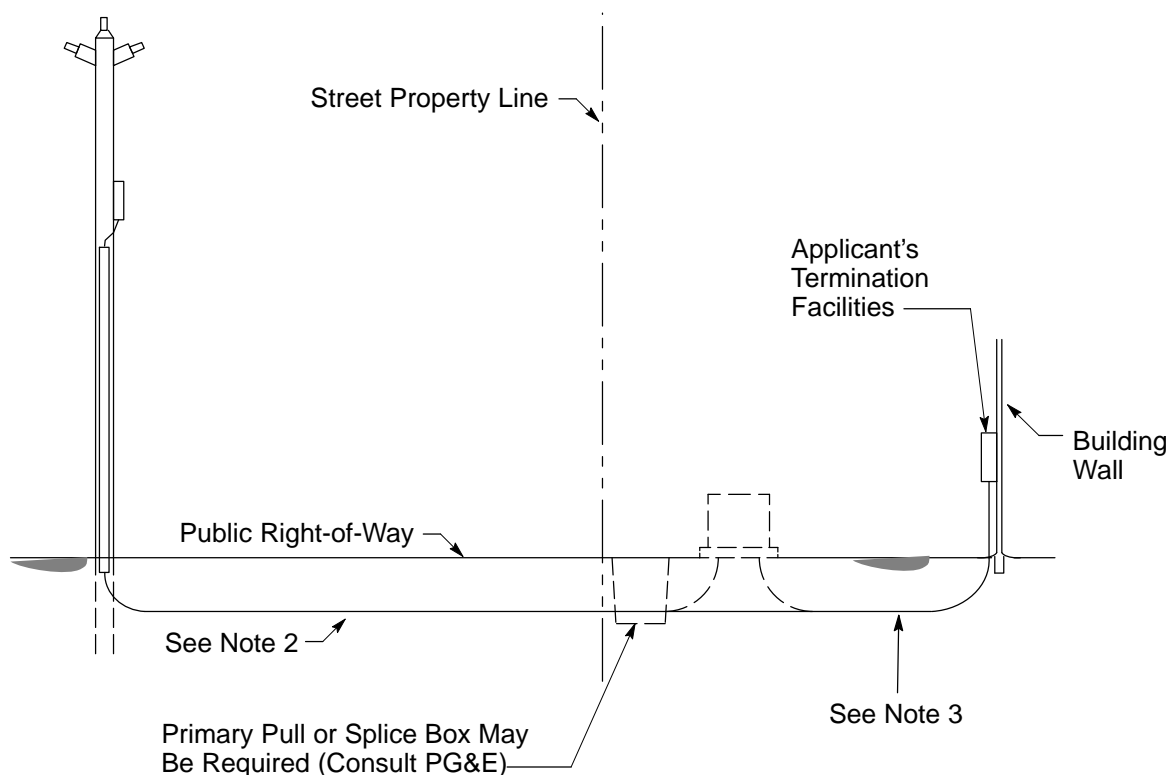 Street Property Line
Applicant’s
Termination
Facilities
Building
Wall
Public Right-of-Way
See Note 2
See Note 3
Primary Pull or Splice Box May
Be Required (Consult PG&E)